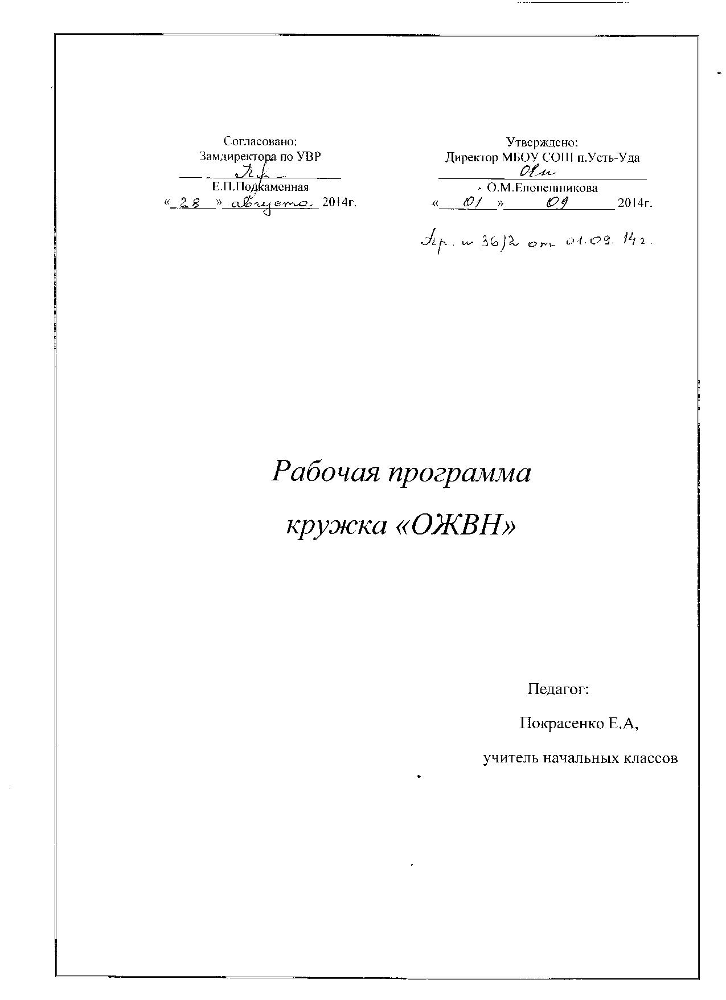 Согласовано:
Замдиректора по УВР
Е.П.Подкаменная
«28» августа 2014г.
Утверждено:
Директор МБОУ СОШ п.Усть-Уда
О.М.Епонешникова
«01» 09 2014г.
Пр. № 36/2 от 01.09.14г.
Рабочая программа
кружка «ОЖВН»
Педагог:
Покрасенко Е.А,
учитель начальных классов